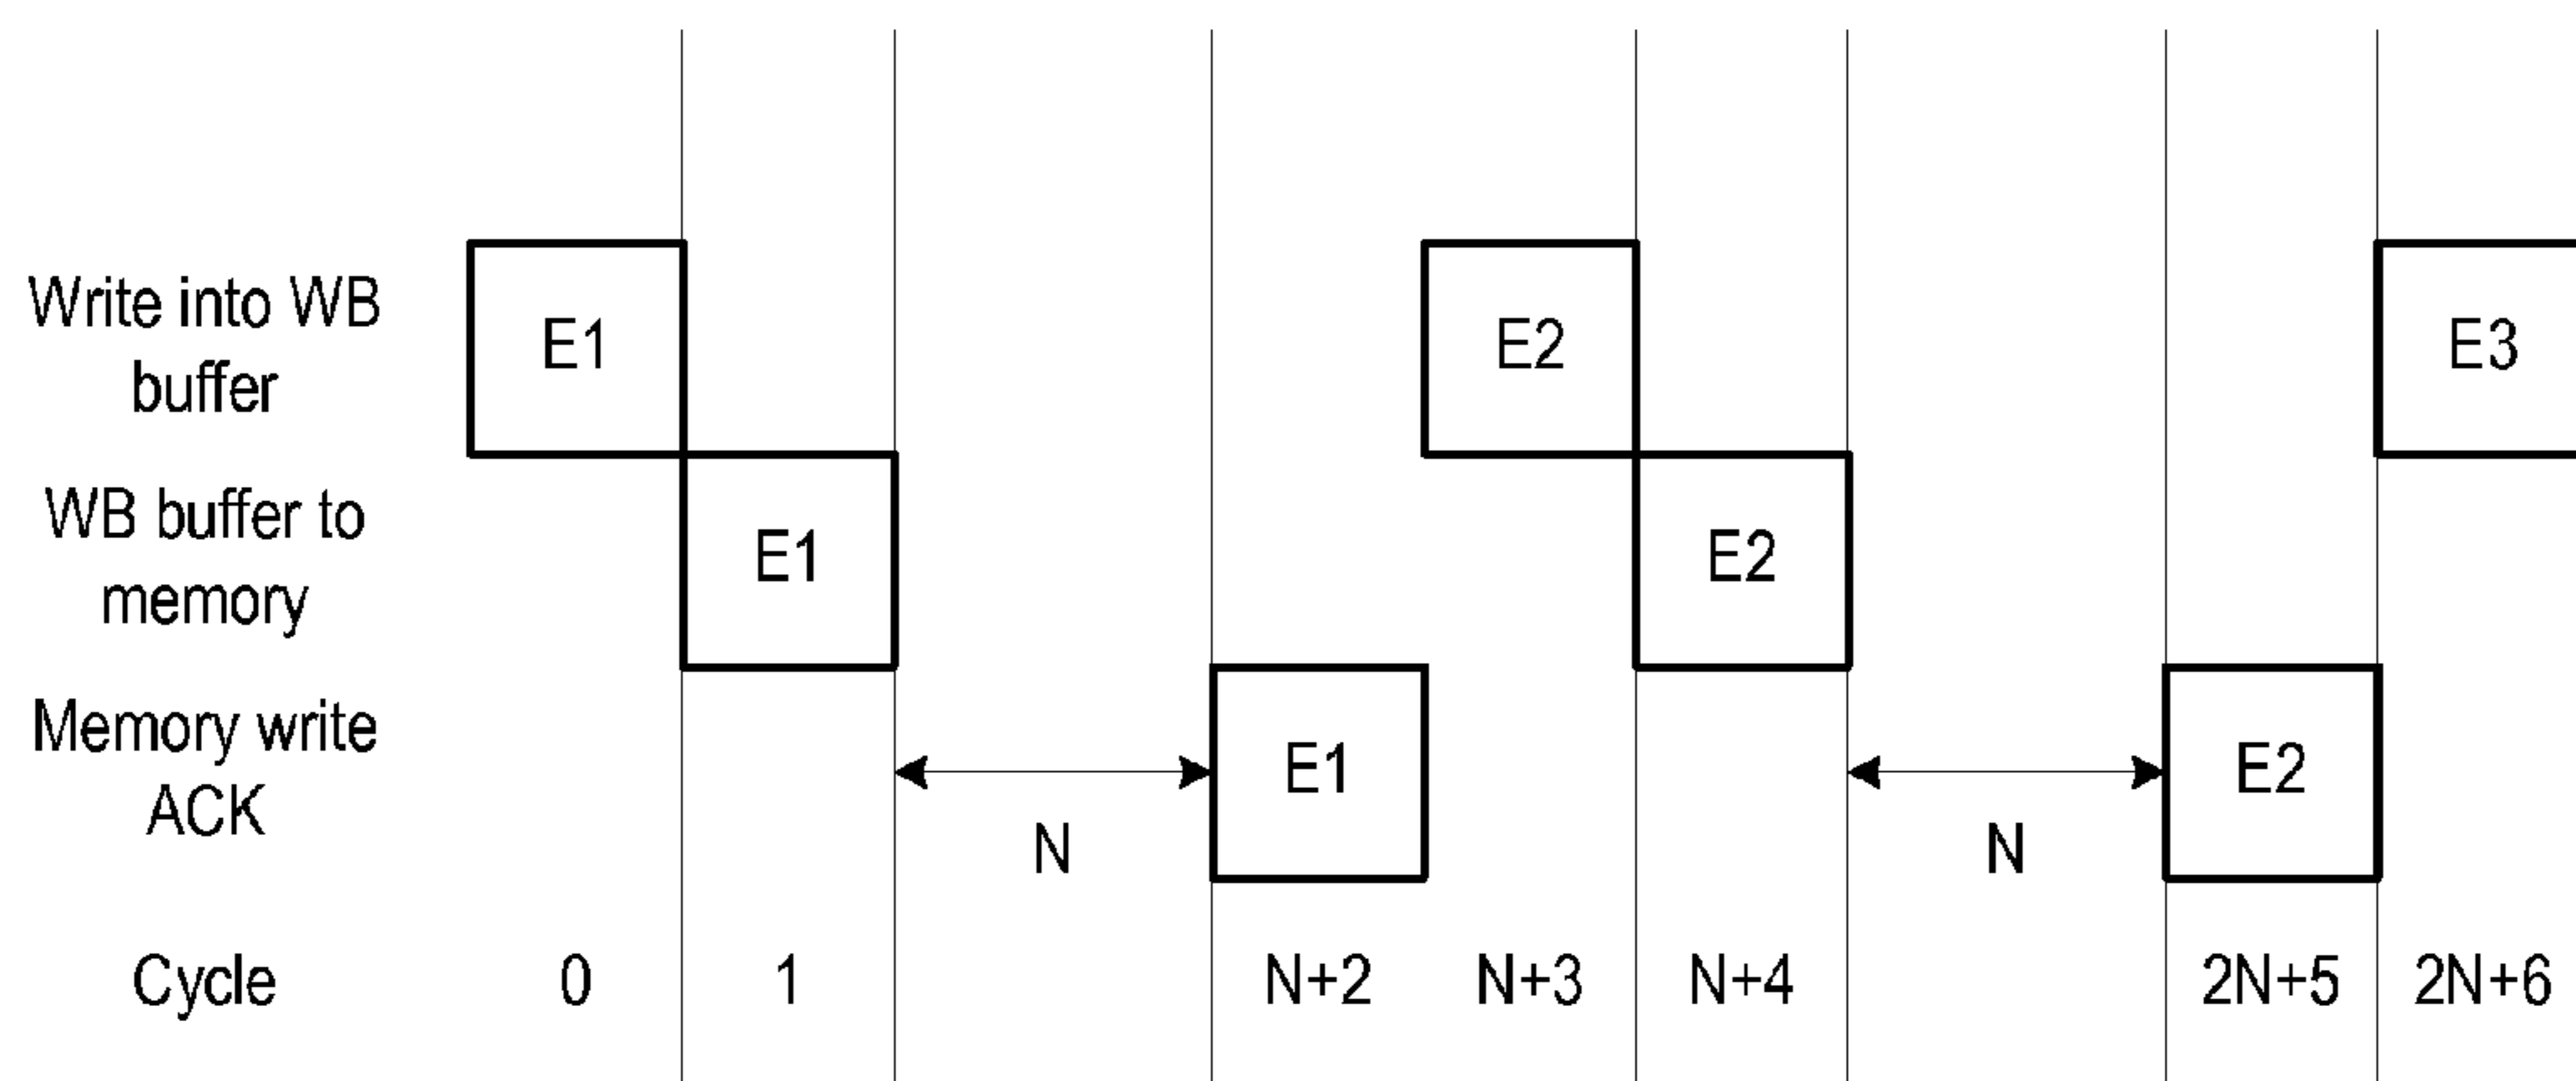 Write into WB
buffer
E1
E2
E3
WB buffer to
memory
E1
E2
Memory write
ACK
N
E1
N
E2
Cycle
0
1
N+2
N+3
N+4
2N+5
2N+6